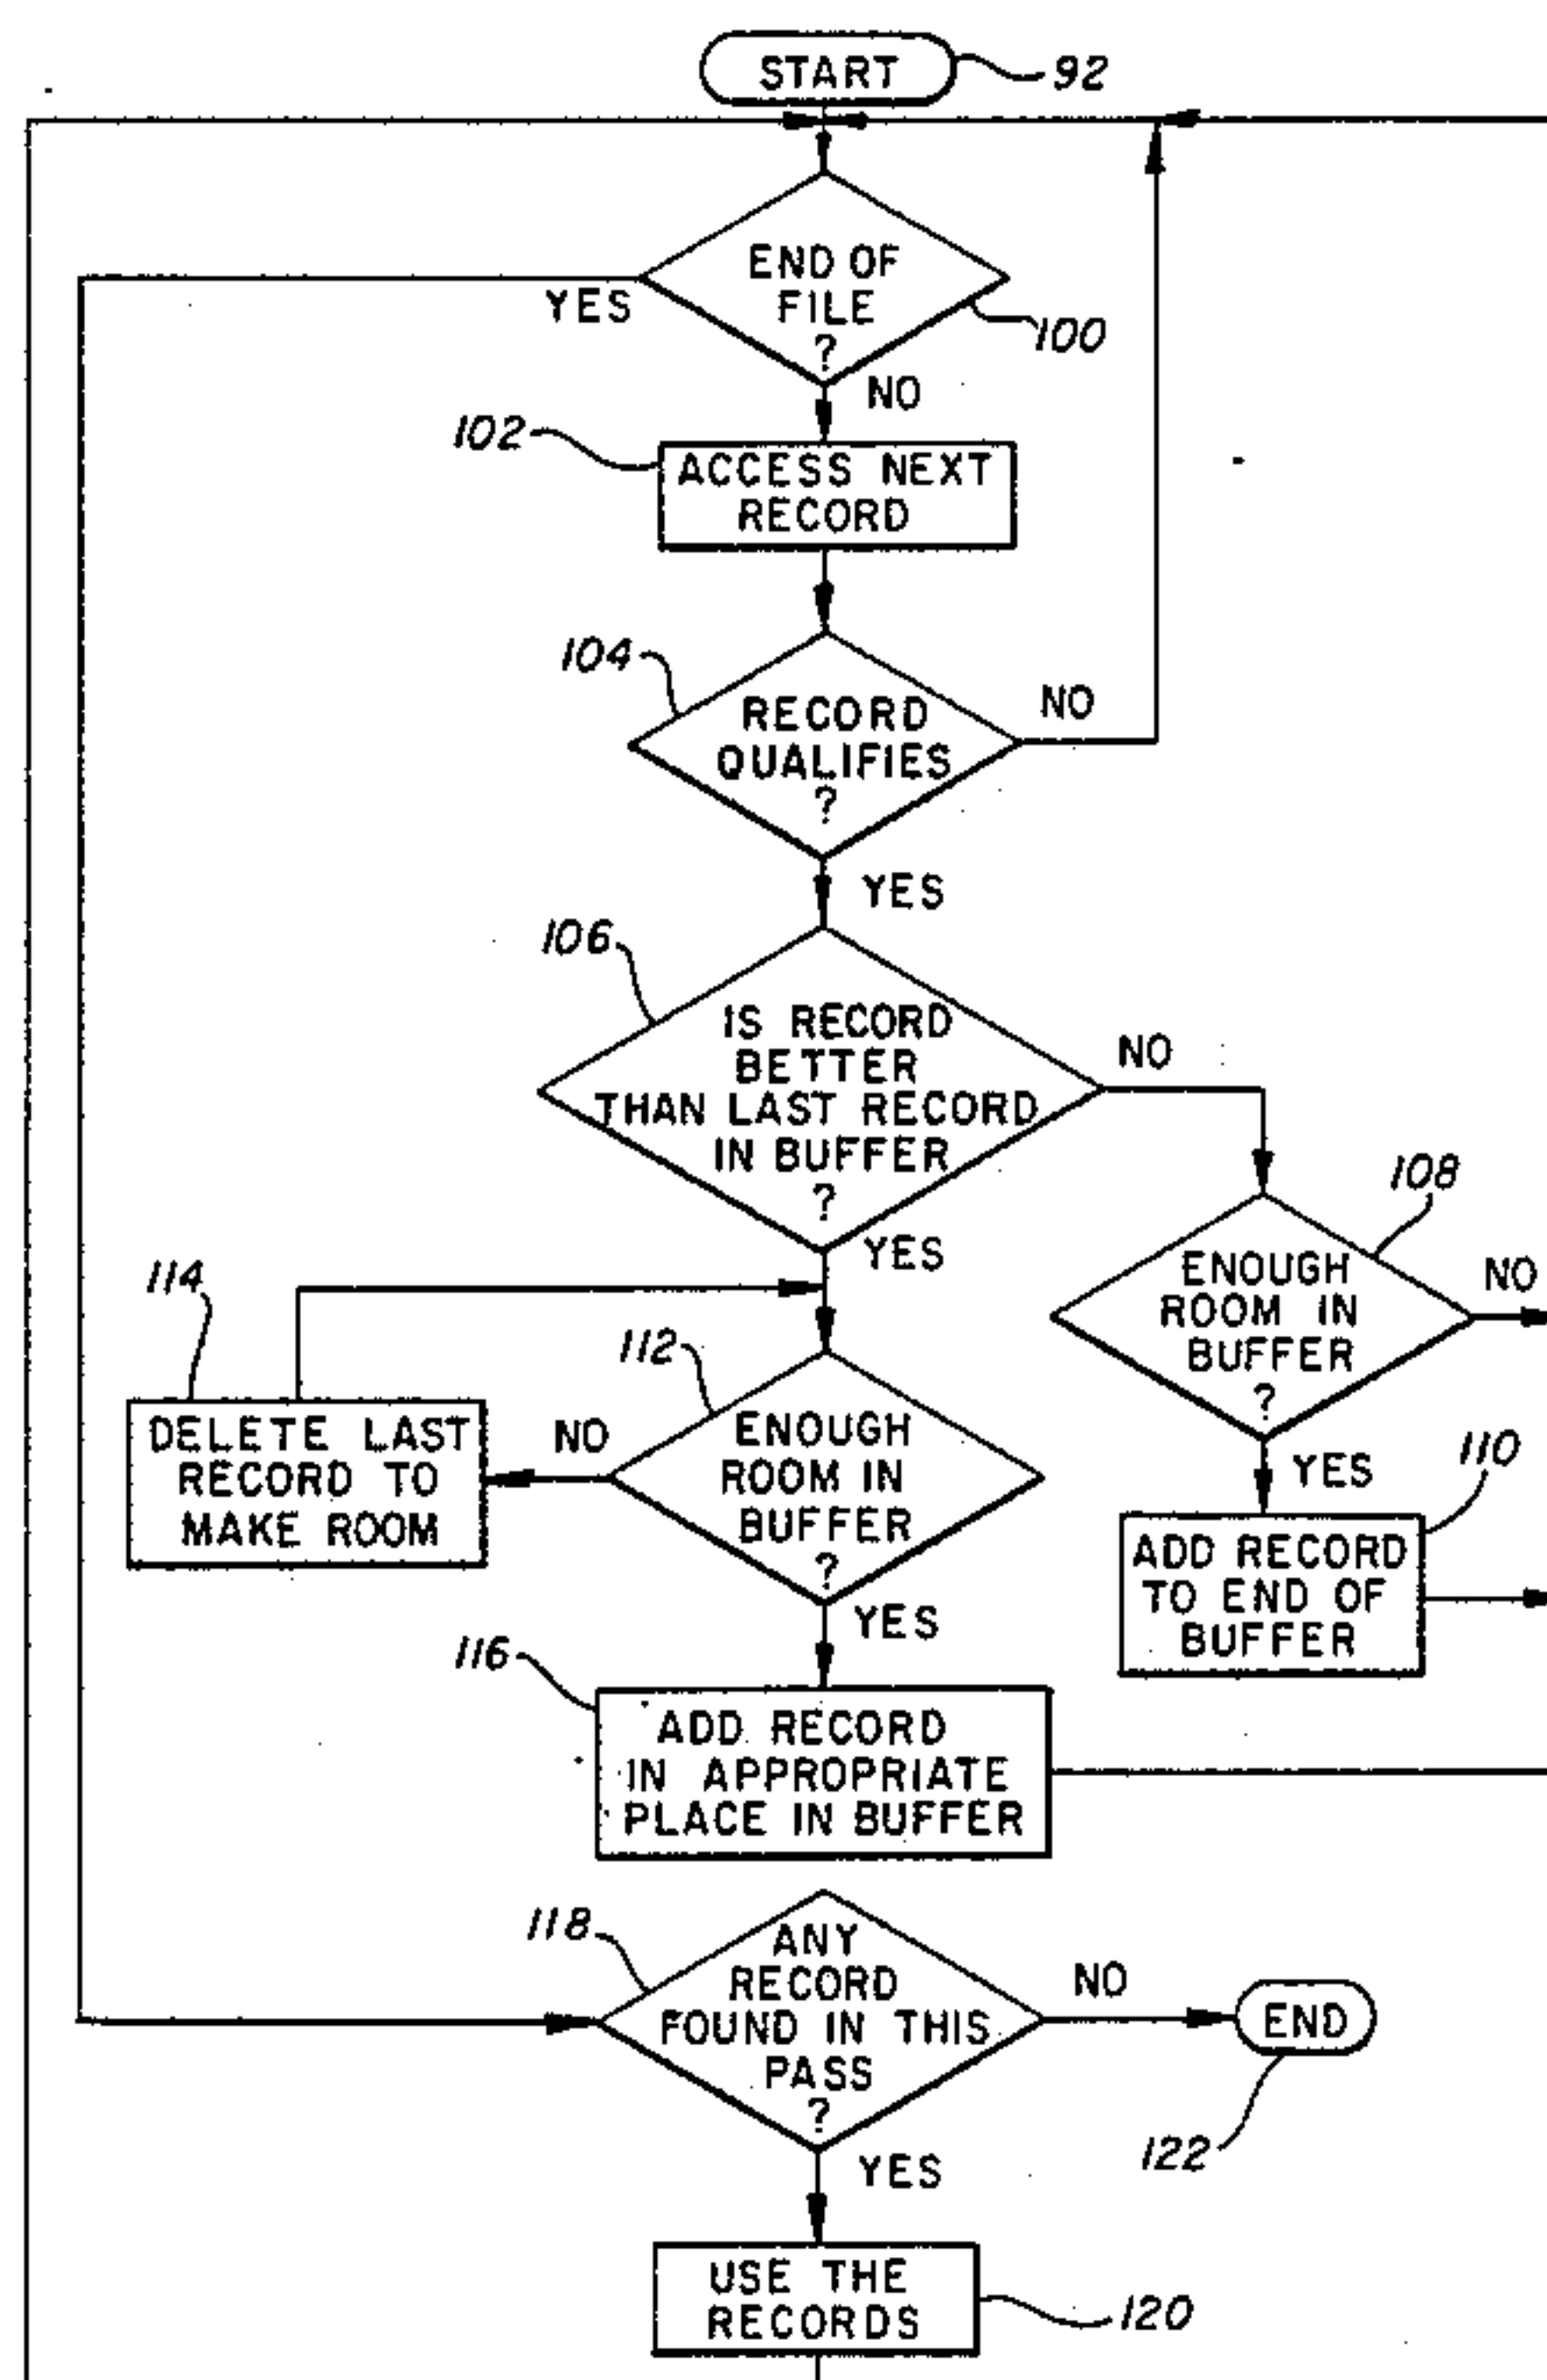 START
92
END OF
FILE
?
YES
100
NO
102
ACCESS NEXT
RECORD
104
RECORD
QUALIFIES
?
NO
YES
106
IS RECORD
BETTER
THAN LAST RECORD
IN BUFFER
?
NO
YES
108
ENOUGH
ROOM IN
BUFFER
?
NO
YES
110
ADD RECORD
TO END OF
BUFFER
114
DELETE LAST
RECORD TO
MAKE ROOM
112
NO
ENOUGH
ROOM IN
BUFFER
?
YES
116
ADD RECORD
IN APPROPRIATE
PLACE IN BUFFER
118
ANY
RECORD
FOUND IN THIS
PASS
?
NO
END
122
YES
USE THE
RECORDS
120